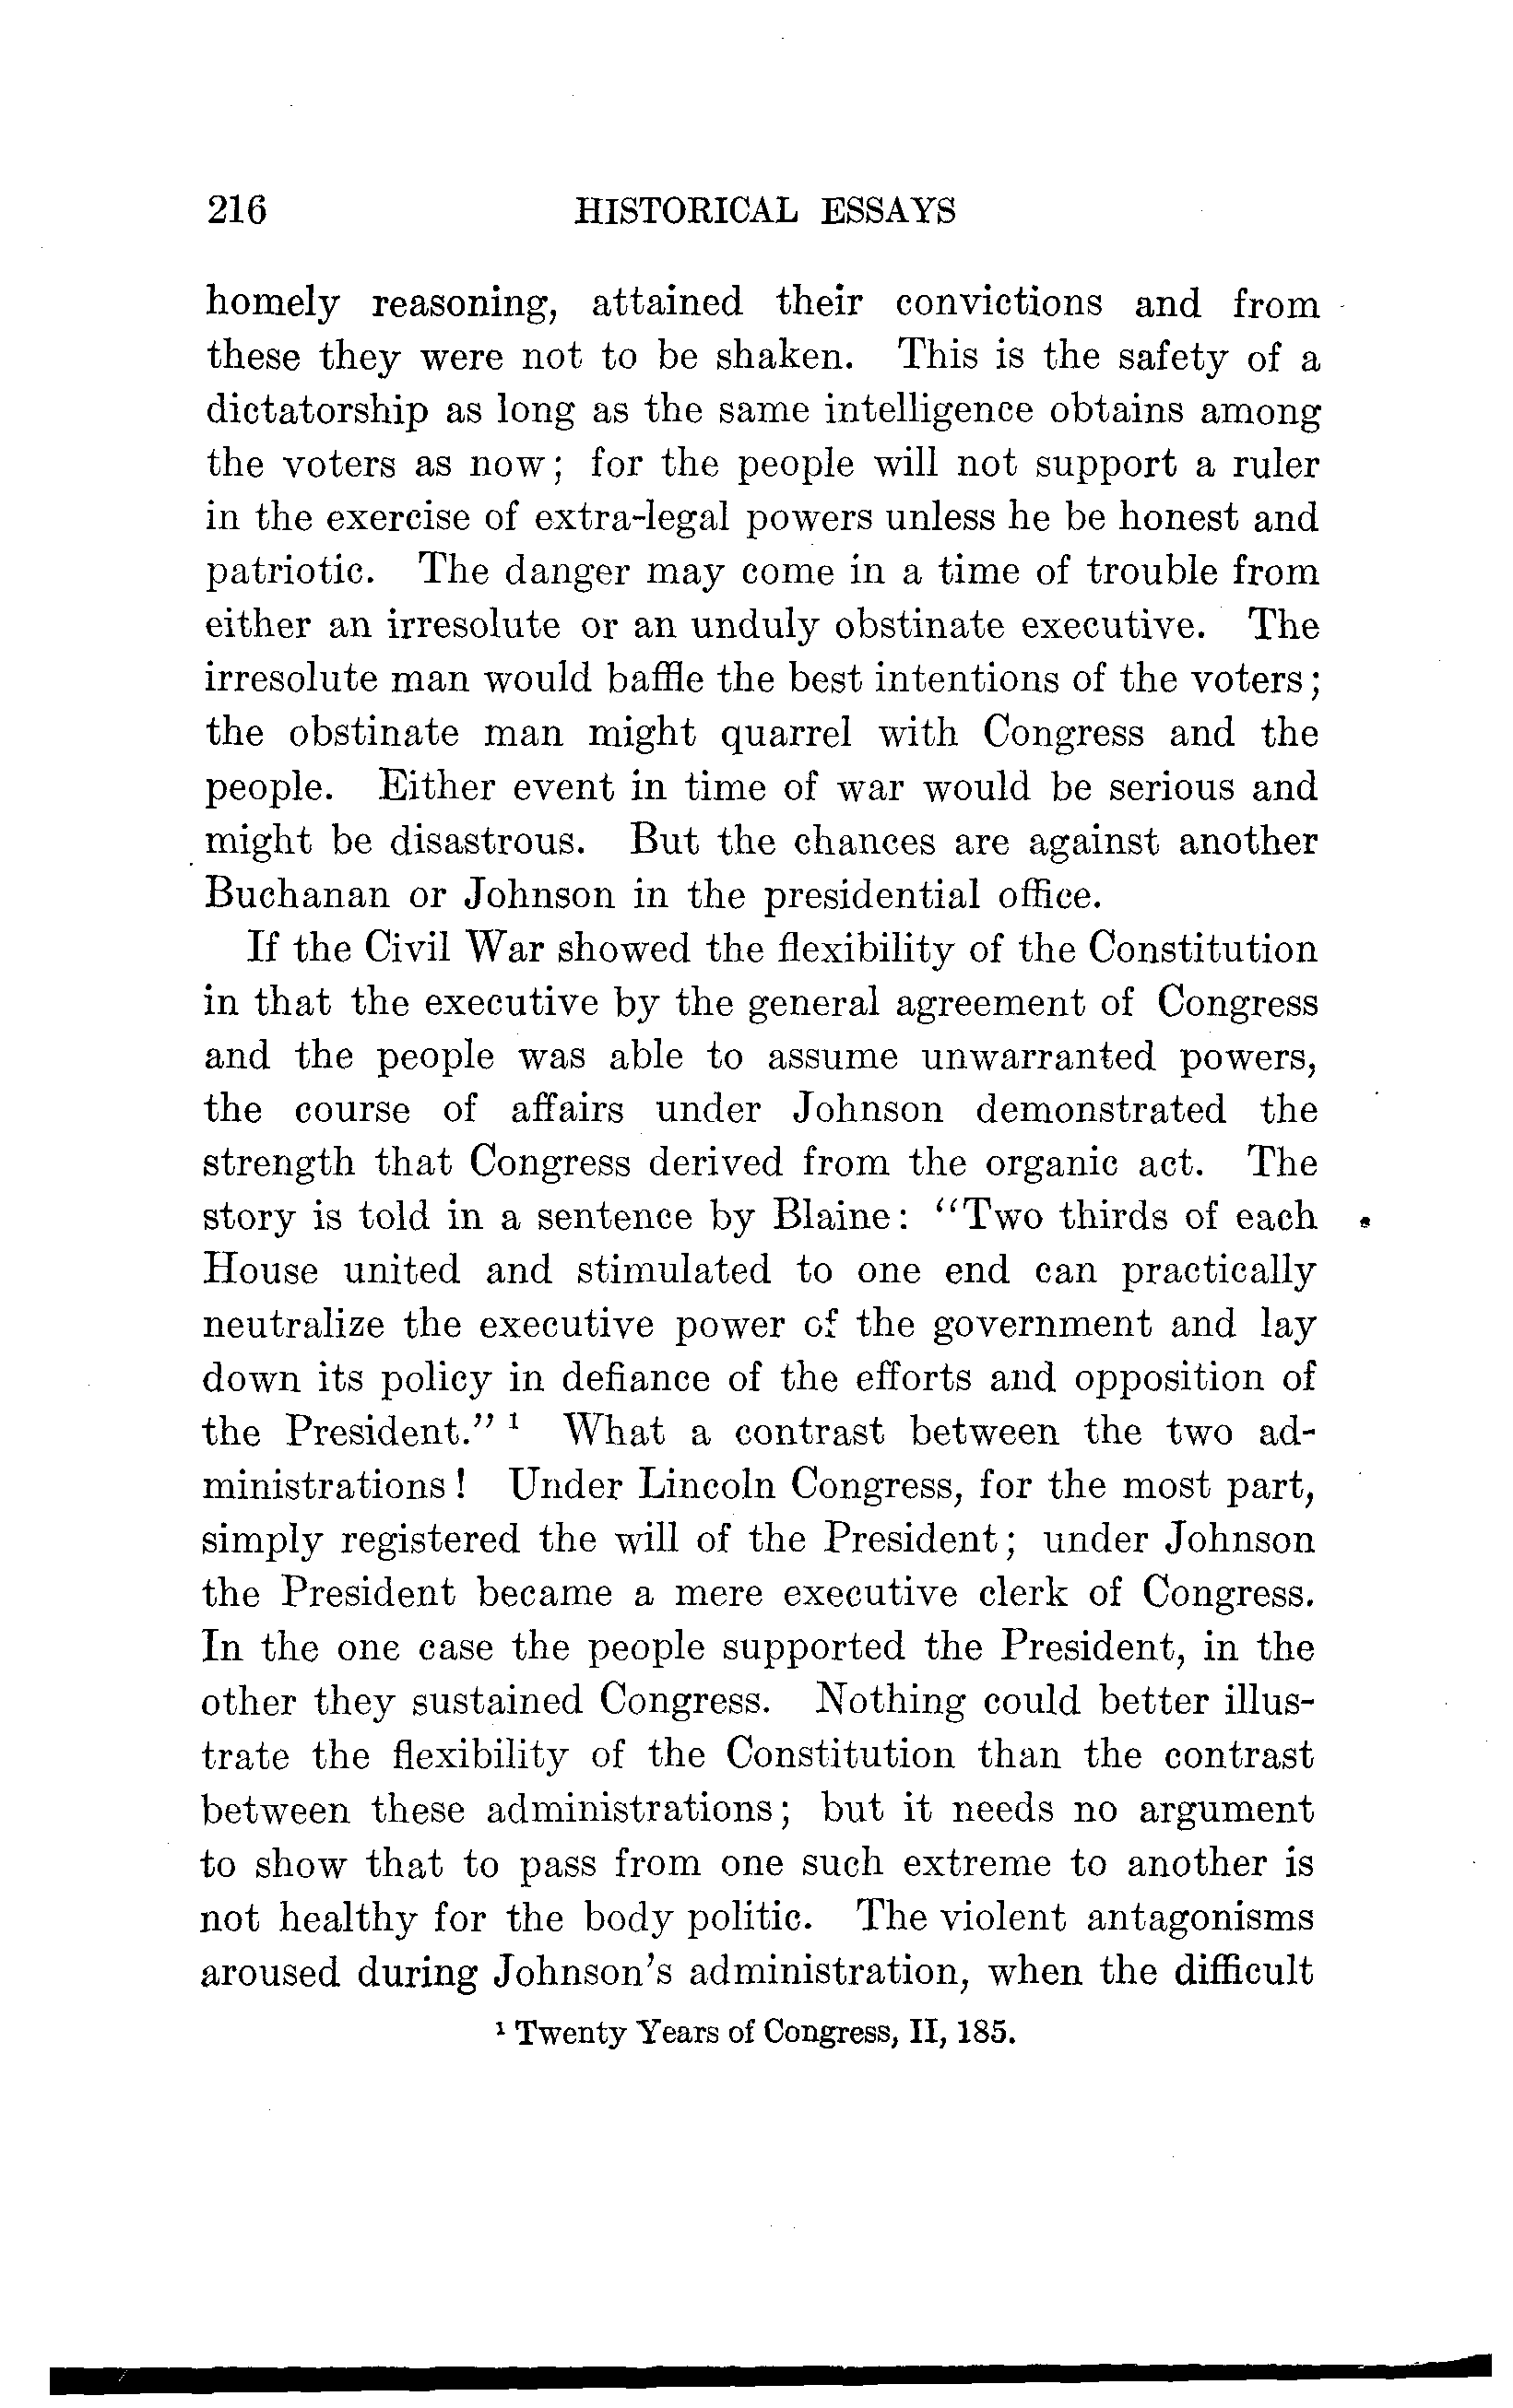 216 HISTORICAL ESSAYS
homely reasoning, attained their convictions and from
these they were not to be shaken. This is the safety of a
dictatorship as long as the same intelligence obtains among
the voters as now; for the people will not support a ruler
in the exercise of extra-legal powers unless he be honest and
patriotic. The danger may come in a time of trouble from
either an irresolute or an unduly obstinate executive. The
irresolute man would baffle the best intentions of the voters;
the obstinate man might quarrel with Congress and the
people. Either event in time of war would be serious and
might be disastrous. But the chances are against another
Buchanan or Johnson in the presidential office.
If the Civil War showed the flexibility of the Constitution
in that the executive by the general agreement of Congress
and the people was able to assume unwarranted powers,
the course of affairs under Johnson demonstrated the
strength that Congress derived from the organic act. The
story is told in a sentence by Blaine: "Two thirds of each
House united and stimulated to one end can practically
neutralize the executive power of the government and lay
down its policy in defiance of the efforts and opposition of
the President." ¹ What a contrast between the two ad-
ministrations! Under Lincoln Congress, for the most part,
simply registered the will of the President; under Johnson
the President became a mere executive clerk of Congress.
In the one case the people supported the President, in the
other they sustained Congress. Nothing could better illus-
trate the flexibility of the Constitution than the contrast
between these administrations; but it needs no argument
to show that to pass from one such extreme to another is
not healthy for the body politic. The violent antagonisms
aroused during Johnson's administration, when the difficult
¹ Twenty Years of Congress, II, 185.